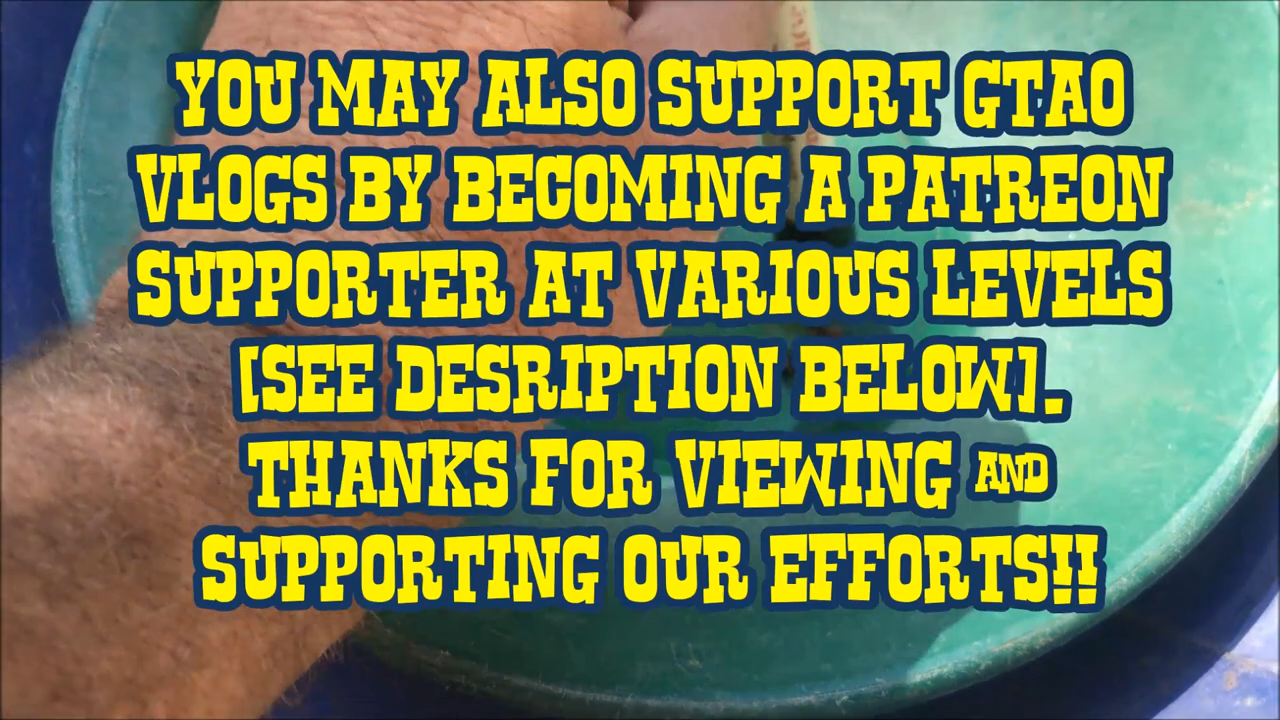 YOU MAY ALSO SUPPORT GTAO
VLOGS BY BECOMING A PATREON
SUPPORTER AT VARIOUS LEVELS
[SEE DESRIPTION BELOW].
THANKS FOR VIEWING AND
SUPPORTING OUR EFFORTS!!